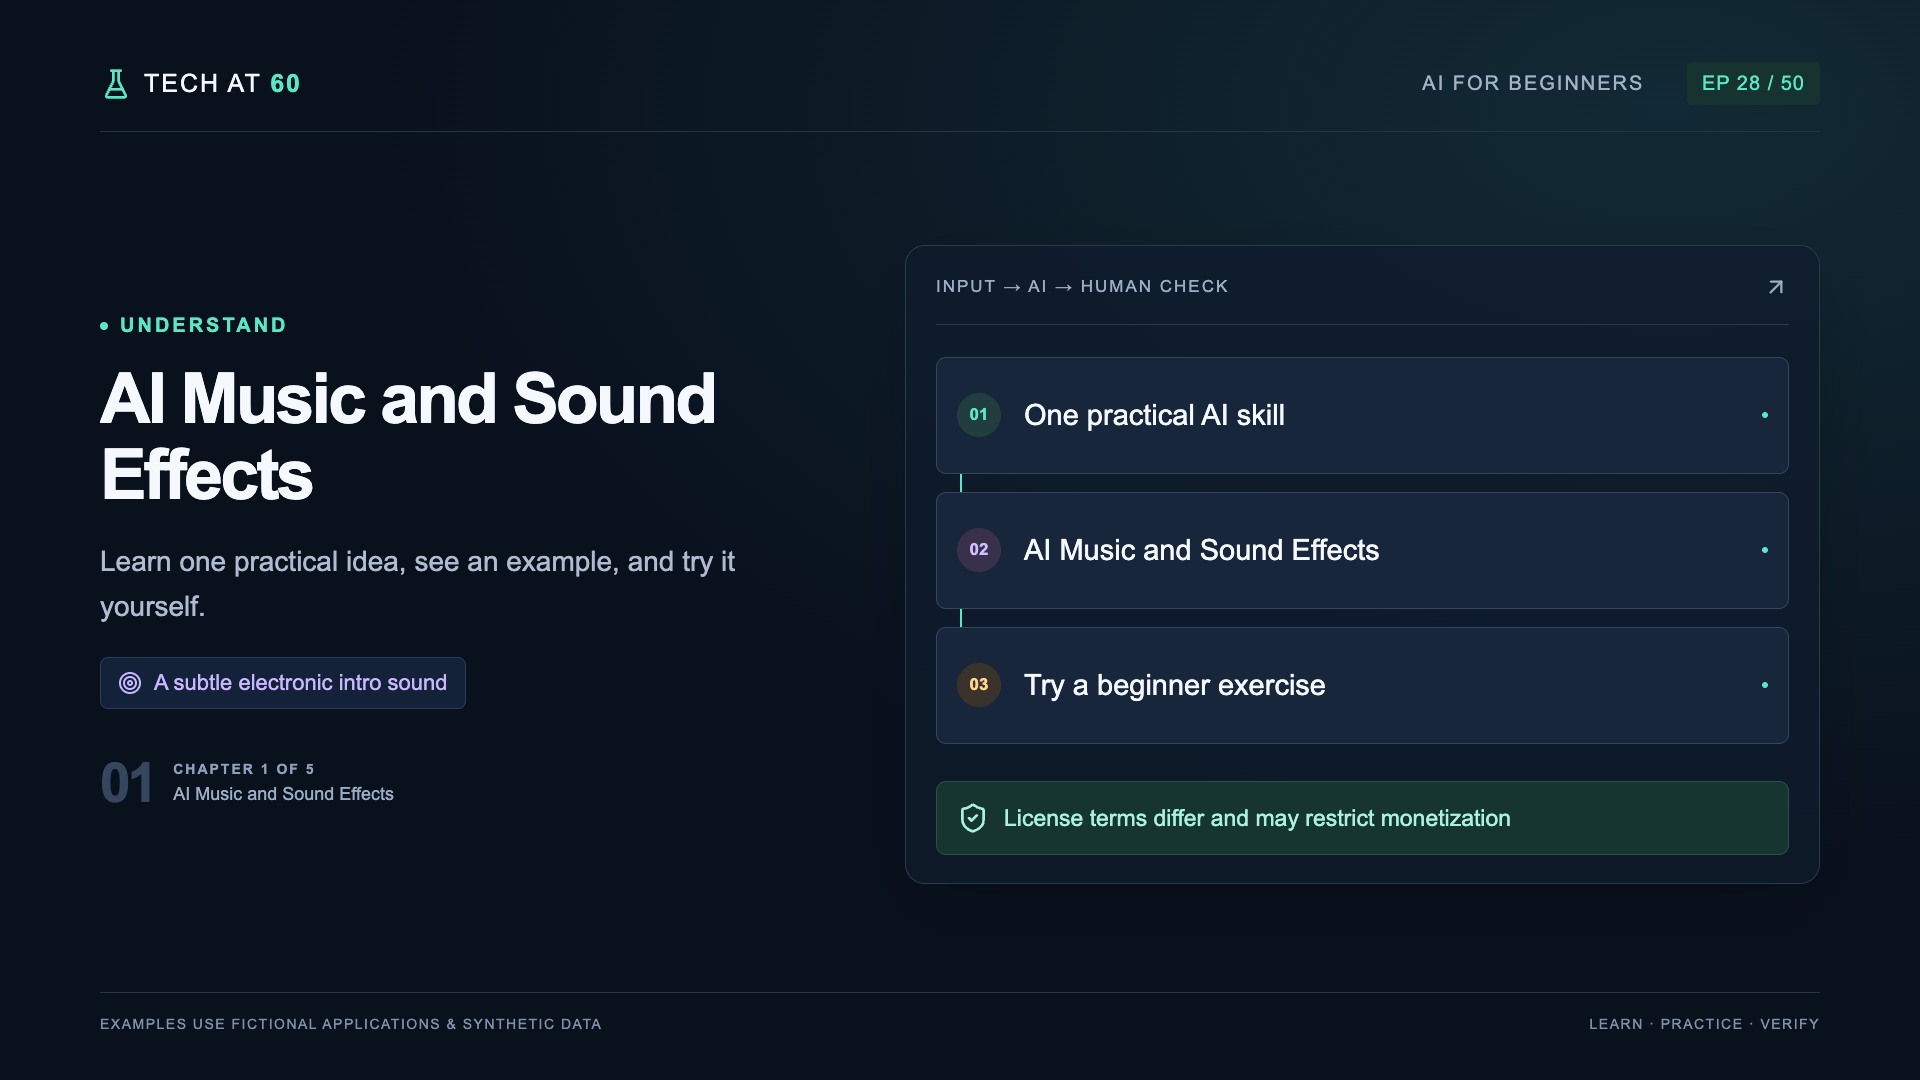 TECH AT 60
AI FOR BEGINNERS
EP 28 / 50
UNDERSTAND
AI Music and Sound
Effects
Learn one practical idea, see an example, and try it
yourself.
A subtle electronic intro sound
01
CHAPTER 1 OF 5
AI Music and Sound Effects
INPUT → AI → HUMAN CHECK
01
One practical AI skill
02
AI Music and Sound Effects
03
Try a beginner exercise
License terms differ and may restrict monetization
EXAMPLES USE FICTIONAL APPLICATIONS & SYNTHETIC DATA
LEARN · PRACTICE · VERIFY